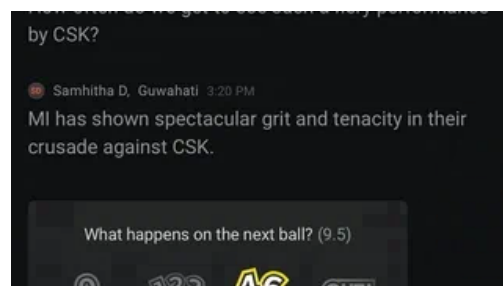 by CSK?
SD Samhitha D, Guwahati 3:20 PM
MI has shown spectacular grit and tenacity in their
crusade against CSK.
What happens on the next ball? (9.5)